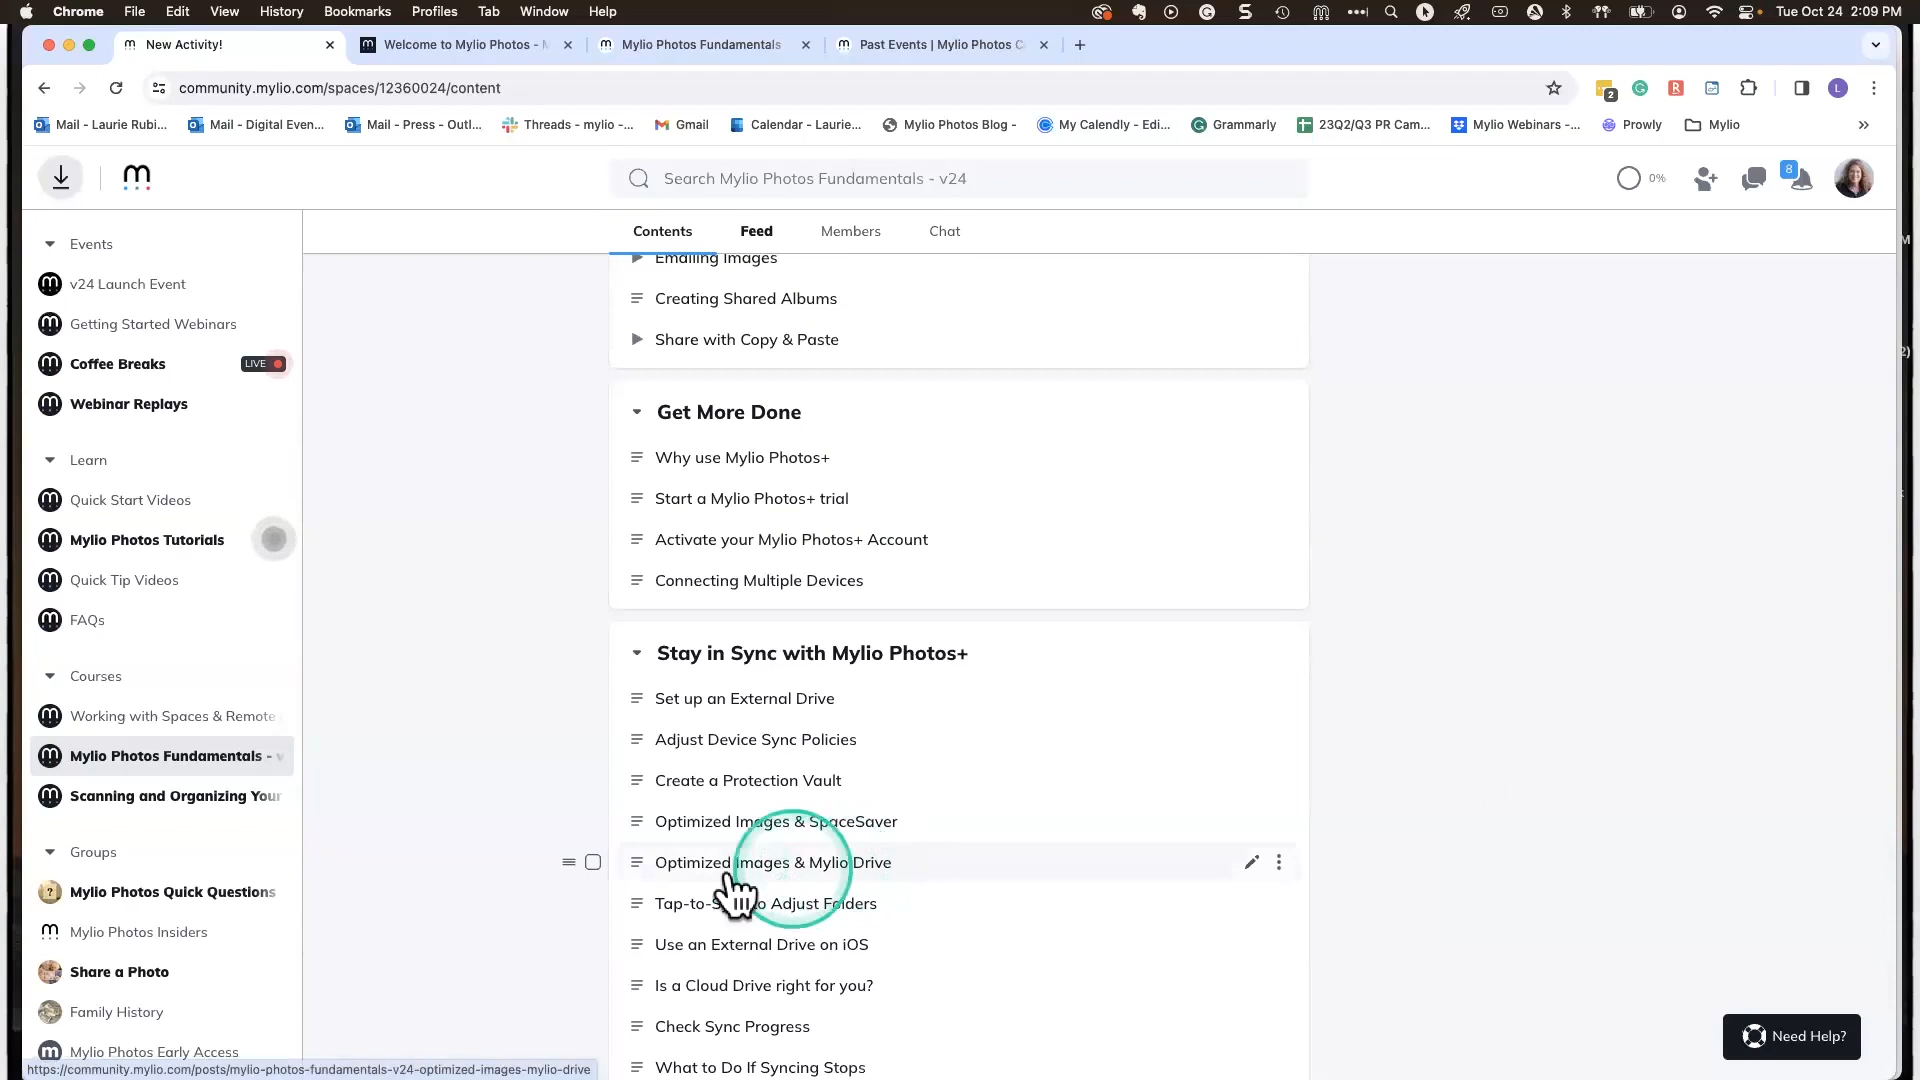 Chrome File Edit View History Bookmarks Profiles Tab Window Help Tue Oct 24 2:09 PM
New Activity! Welcome to Mylio Photos - Mylio Photos Fundamentals Past Events | Mylio Photos C
community.mylio.com/spaces/12360024/content
2
L
Mail - Laurie Rubi... Mail - Digital Even... Mail - Press - Outl... Threads - mylio -... Gmail Calendar - Laurie... Mylio Photos Blog - My Calendly - Edi... Grammarly 23Q2/Q3 PR Cam... Mylio Webinars -... Prowly Mylio
m
Search Mylio Photos Fundamentals - v24
0%
8
Contents Feed Members Chat
Events
v24 Launch Event
Getting Started Webinars
Coffee Breaks LIVE
Webinar Replays
Learn
Quick Start Videos
Mylio Photos Tutorials
Quick Tip Videos
FAQs
Courses
Working with Spaces & Remote
Mylio Photos Fundamentals - v
Scanning and Organizing Your
Groups
Mylio Photos Quick Questions
Mylio Photos Insiders
Share a Photo
Family History
Mylio Photos Early Access
Emailing Images
Creating Shared Albums
Share with Copy & Paste
Get More Done
Why use Mylio Photos+
Start a Mylio Photos+ trial
Activate your Mylio Photos+ Account
Connecting Multiple Devices
Stay in Sync with Mylio Photos+
Set up an External Drive
Adjust Device Sync Policies
Create a Protection Vault
Optimized Images & SpaceSaver
Optimized Images & Mylio Drive
Adjust Folders
Use an External Drive on iOS
Is a Cloud Drive right for you?
Check Sync Progress
What to Do If Syncing Stops
Need Help?
https://community.mylio.com/posts/mylio-photos-fundamentals-v24-optimized-images-mylio-drive